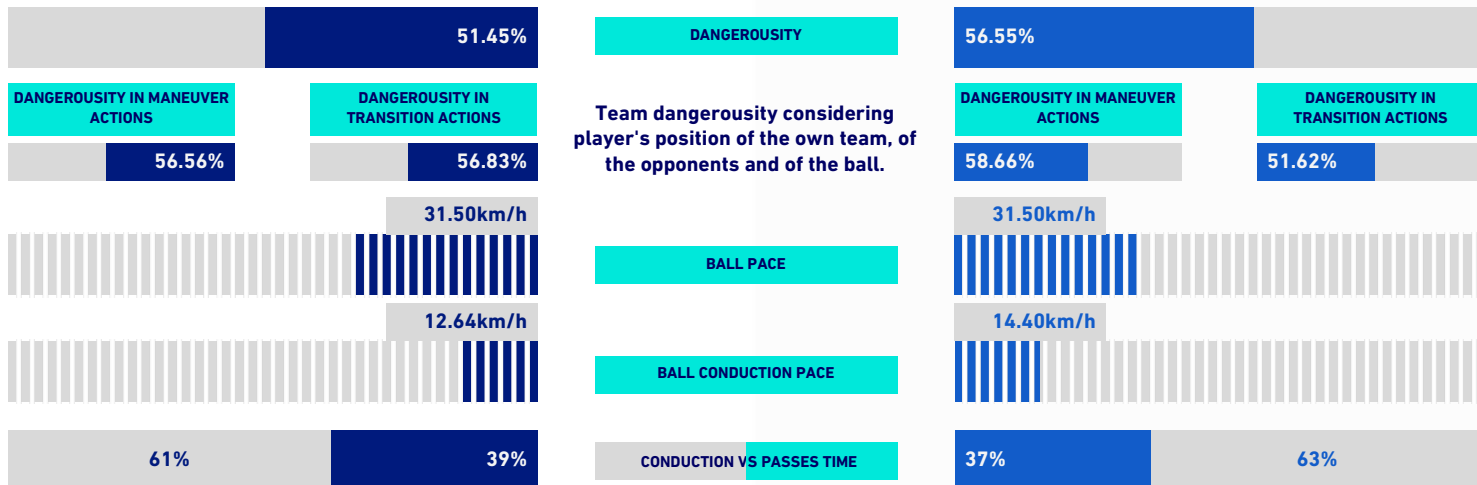 51.45%
DANGEROUSITY
56.55%
DANGEROUSITY IN MANEUVER
ACTIONS
DANGEROUSITY IN
TRANSITION ACTIONS
56.56%
56.83%
Team dangerousity considering
player's position of the own team, of
the opponents and of the ball.
DANGEROUSITY IN MANEUVER
ACTIONS
DANGEROUSITY IN
TRANSITION ACTIONS
58.66%
51.62%
31.50km/h
BALL PACE
31.50km/h
12.64km/h
BALL CONDUCTION PACE
14.40km/h
61%
39%
CONDUCTION VS PASSES TIME
37%
63%